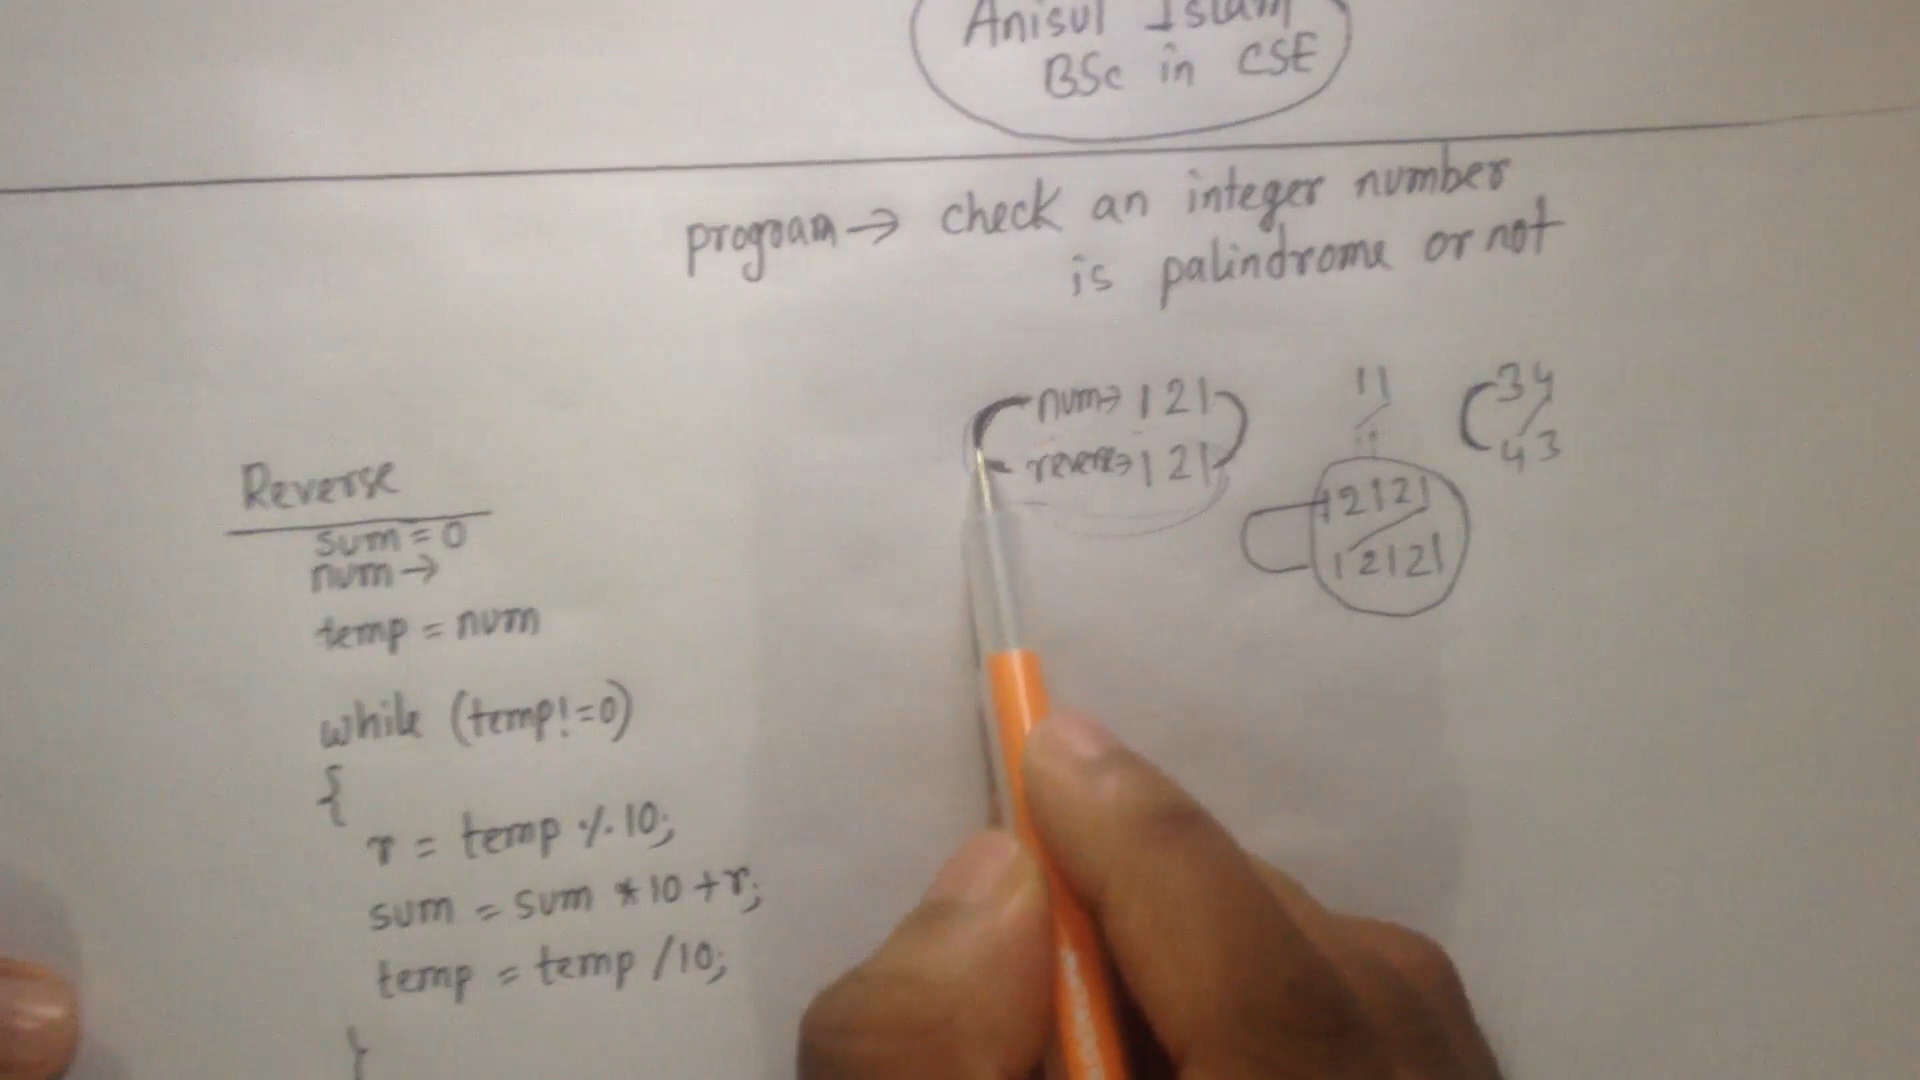 Anisul Islam
BSc in CSE
program → check an integer number
is palindrome or not
num→ 121
reverse→ 121
11
11
34
43
12121
12121
Reverse
sum = 0
num →
temp = num
while (temp!=0)
{
r = temp % 10;
sum = sum * 10 + r;
temp = temp / 10;
}